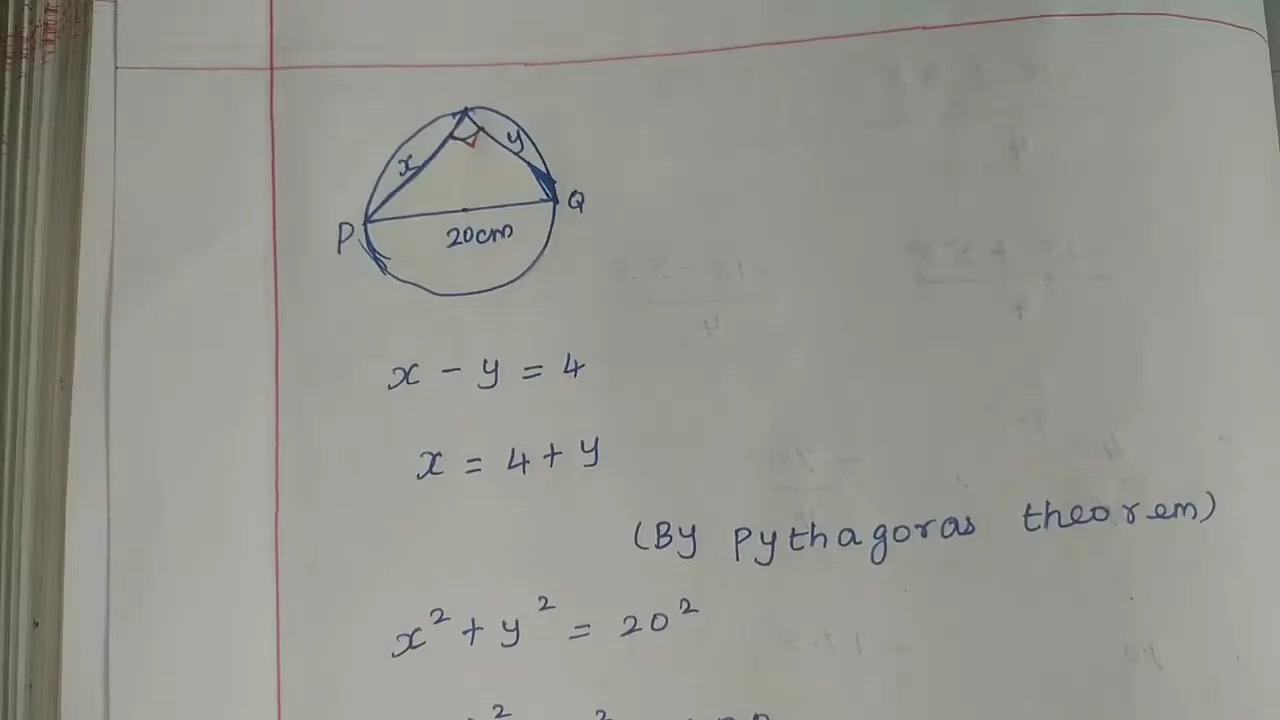 x
y
P
Q
20cm
x - y = 4
x = 4 + y
(By pythagoras theorem)
x² + y² = 20²